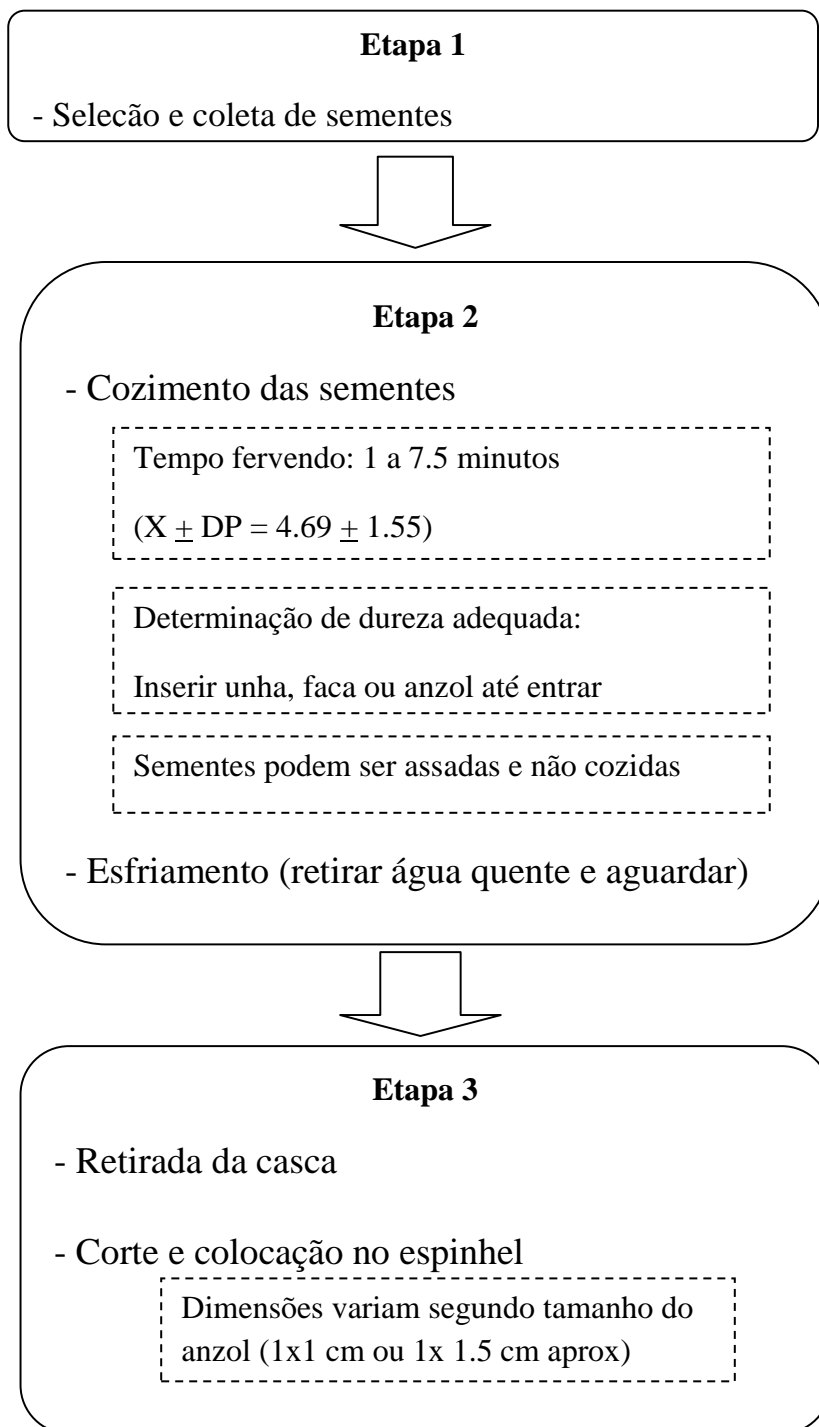 Etapa 1
- Selecão e coleta de sementes
Etapa 2
- Cozimento das sementes
Tempo fervendo: 1 a 7.5 minutos
(X ± DP = 4.69 ± 1.55)
Determinação de dureza adequada:
Inserir unha, faca ou anzol até entrar
Sementes podem ser assadas e não cozidas
- Esfriamento (retirar água quente e aguardar)
Etapa 3
- Retirada da casca
- Corte e colocação no espinhel
Dimensões variam segundo tamanho do
anzol (1x1 cm ou 1x 1.5 cm aprox)